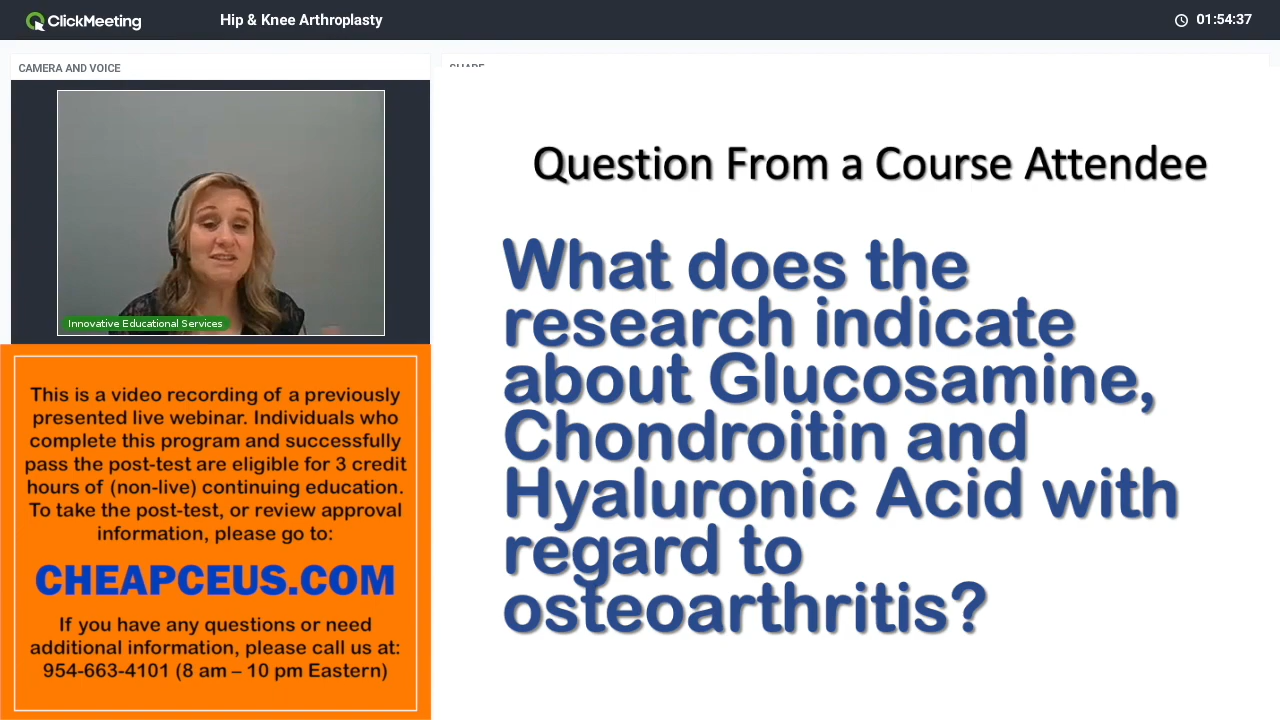 ClickMeeting
Hip & Knee Arthroplasty
01:54:37
CAMERA AND VOICE
SHARE
Innovative Educational Services
This is a video recording of a previously
presented live webinar. Individuals who
complete this program and successfully
pass the post-test are eligible for 3 credit
hours of (non-live) continuing education.
To take the post-test, or review approval
information, please go to:
CHEAPCEUS.COM
If you have any questions or need
additional information, please call us at:
954-663-4101 (8 am – 10 pm Eastern)
Question From a Course Attendee
What does the
research indicate
about Glucosamine,
Chondroitin and
Hyaluronic Acid with
regard to
osteoarthritis?